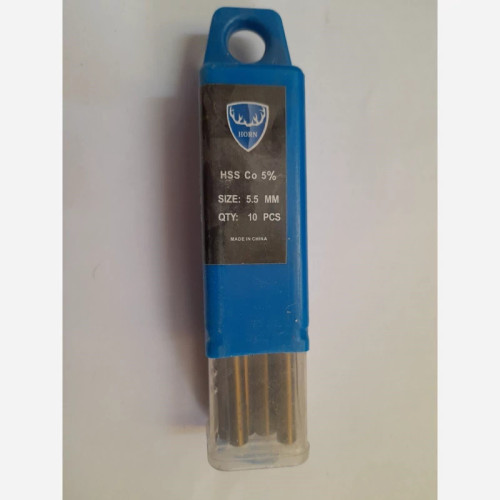 HORN
HSS Co 5%
SIZE: 5.5 MM
QTY: 10 PCS
MADE IN CHINA